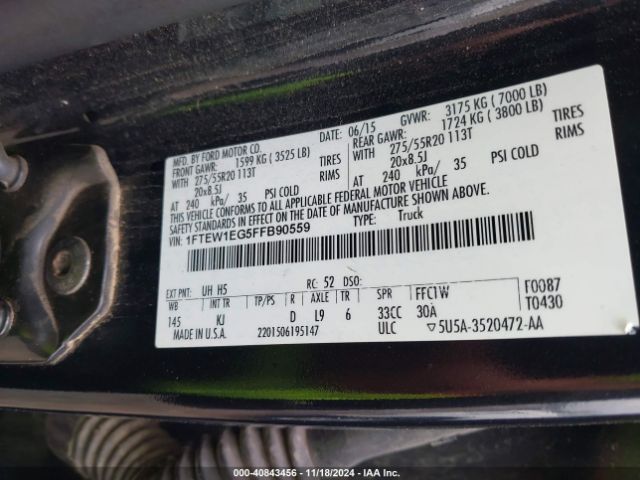 MFD. BY FORD MOTOR CO.
DATE: 06/15
GVWR: 3175 KG ( 7000 LB)
FRONT GAWR: 1599 KG ( 3525 LB)
REAR GAWR: 1724 KG ( 3800 LB)
WITH 275/55R20 113T TIRES
WITH 275/55R20 113T TIRES
20x8.5J RIMS
20x8.5J RIMS
AT 240 kPa/ 35 PSI COLD
AT 240 kPa/ 35 PSI COLD
THIS VEHICLE CONFORMS TO ALL APPLICABLE FEDERAL MOTOR VEHICLE
SAFETY STANDARDS IN EFFECT ON THE DATE OF MANUFACTURE SHOWN ABOVE.
VIN: 1FTEW1EG5FFB90559
TYPE: Truck
EXT PNT: UH H5 RC: 52 DSO: F0087
WB INT TR TP/PS R AXLE TR SPR FFC1W T0430
145 KJ D L9 6 33CC 30A
MADE IN U.S.A. 2201506195147 ULC ▽5U5A-3520472-AA
000-40843456 - 11/18/2024 - IAA Inc.